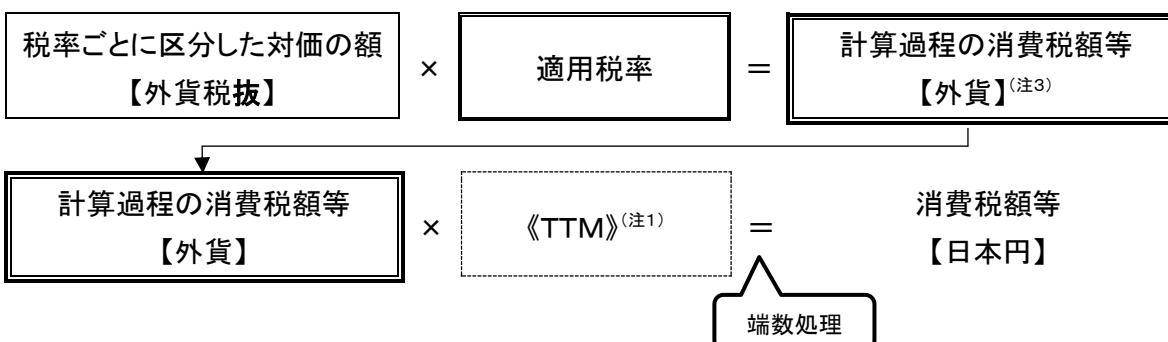 税率ごとに区分した対価の額
【外貨税抜】
×
適用税率
＝
計算過程の消費税額等
【外貨】(注3)
計算過程の消費税額等
【外貨】
×
《TTM》(注1)
＝
消費税額等
【日本円】
端数処理